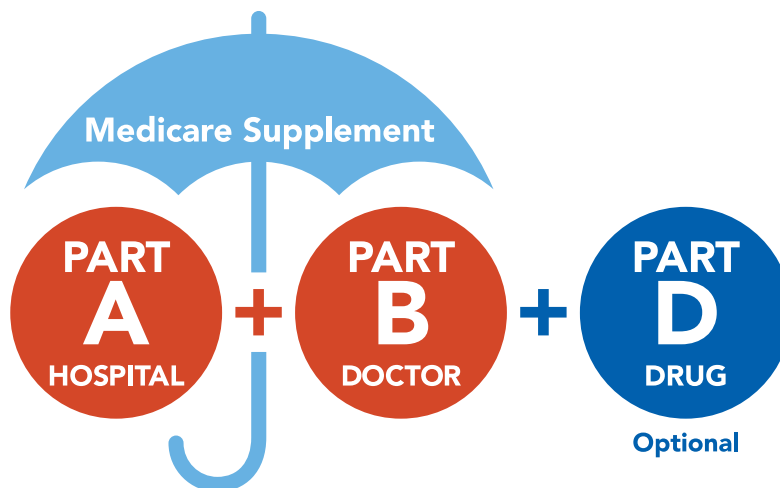 Medicare Supplement
PART
A
HOSPITAL
+
PART
B
DOCTOR
+
PART
D
DRUG
Optional